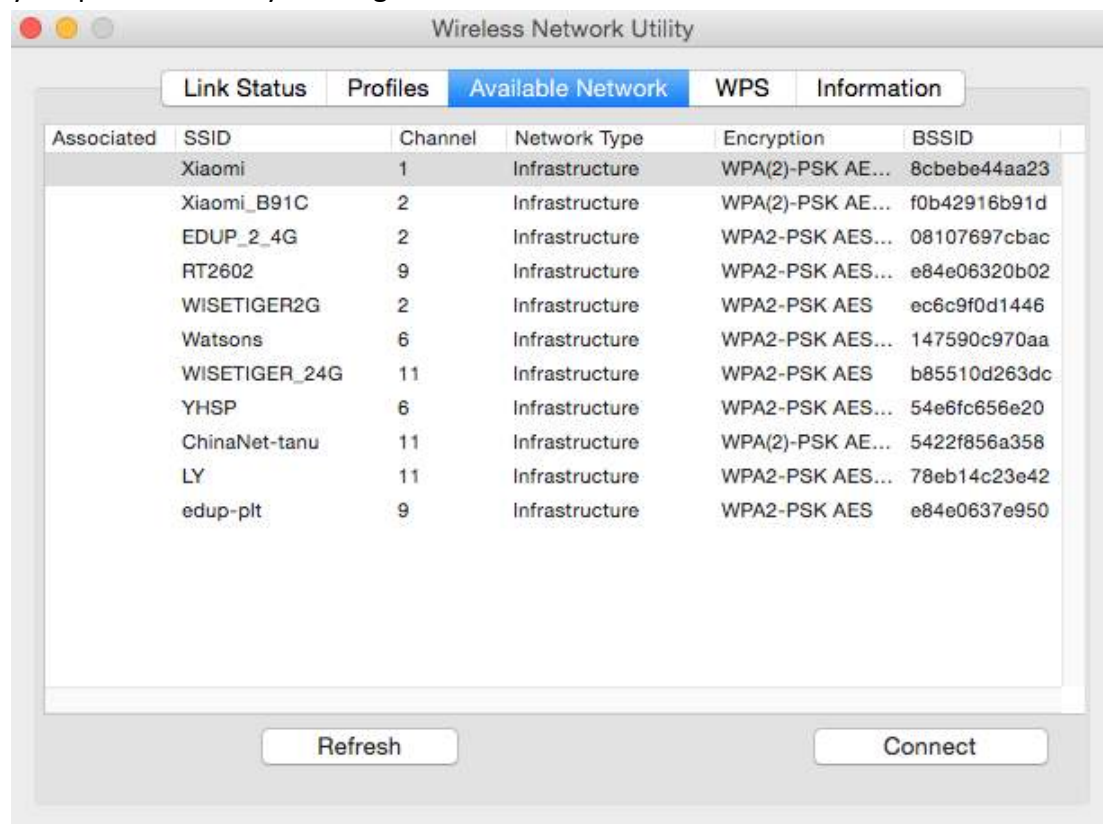 Wireless Network Utility
Link Status Profiles Available Network WPS Information
Associated SSID Channel Network Type Encryption BSSID
Xiaomi 1 Infrastructure WPA(2)-PSK AE... 8cbebe44aa23
Xiaomi_B91C 2 Infrastructure WPA(2)-PSK AE... f0b42916b91d
EDUP_2_4G 2 Infrastructure WPA2-PSK AES... 08107697cbac
RT2602 9 Infrastructure WPA2-PSK AES... e84e06320b02
WISETIGER2G 2 Infrastructure WPA2-PSK AES ec6c9f0d1446
Watsons 6 Infrastructure WPA2-PSK AES... 147590c970aa
WISETIGER_24G 11 Infrastructure WPA2-PSK AES b85510d263dc
YHSP 6 Infrastructure WPA2-PSK AES... 54e6fc656e20
ChinaNet-tanu 11 Infrastructure WPA(2)-PSK AE... 5422f856a358
LY 11 Infrastructure WPA2-PSK AES... 78eb14c23e42
edup-plt 9 Infrastructure WPA2-PSK AES e84e0637e950
Refresh Connect